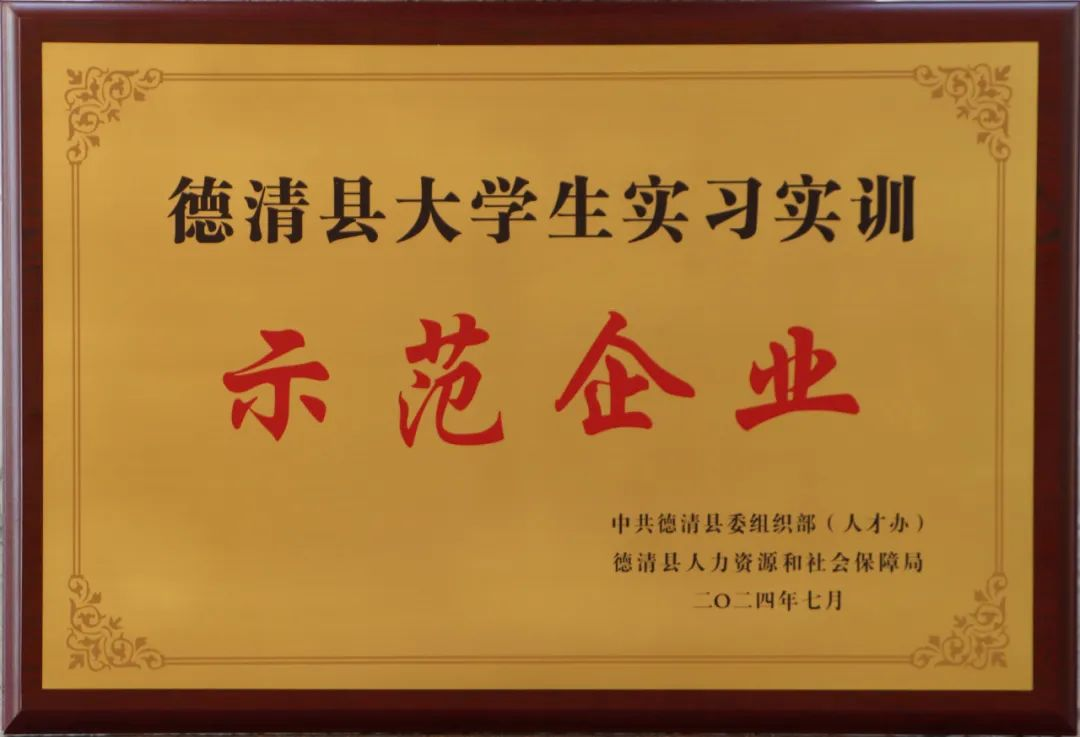 德清县大学生实习实训
示范企业
中共德清县委组织部（人才办）
德清县人力资源和社会保障局
二〇二四年七月